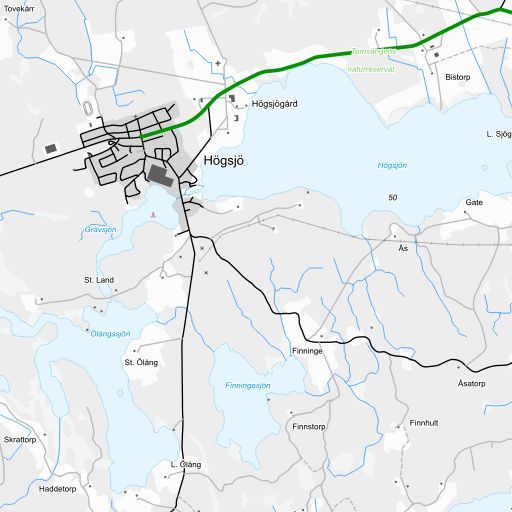 Tovekärr
Tomsängens
naturreservat
Bistorp
Högsjögård
L. Sjög
Högsjö
Högsjön
50
Gate
Gravsjön
Ås
St. Land
Ölångssjön
St. Ölång
Finninge
Finningesjön
Åsatorp
Finnstorp
Finnhult
Skrattorp
L. Ölång
Haddetorp